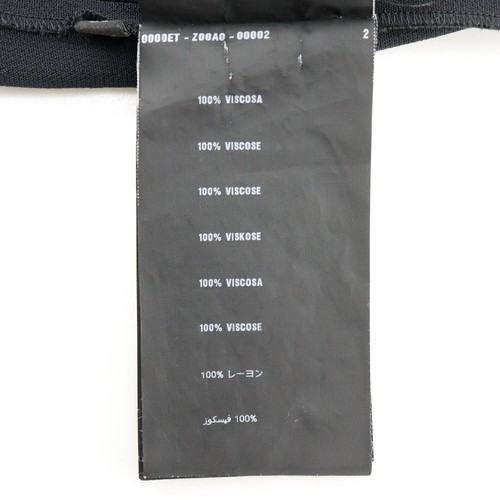 0000ET - Z00A0 - 00002 2
100% VISCOSA
100% VISCOSE
100% VISCOSE
100% VISKOSE
100% VISCOSA
100% VISCOSE
100% レーヨン
100% فيسكوز